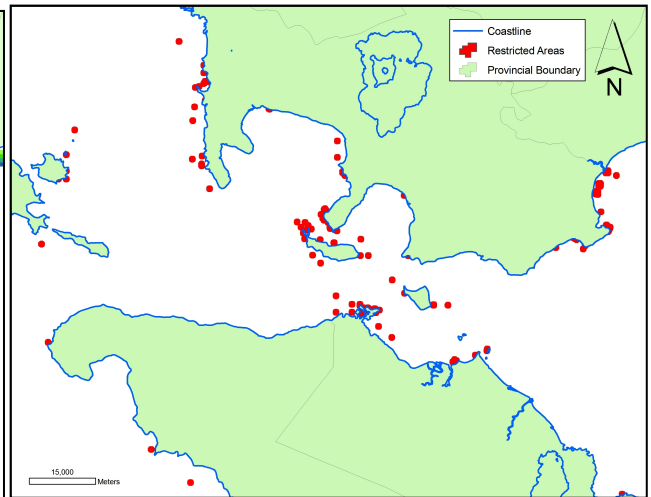 Coastline
Restricted Areas
Provincial Boundary
N
15,000
Meters